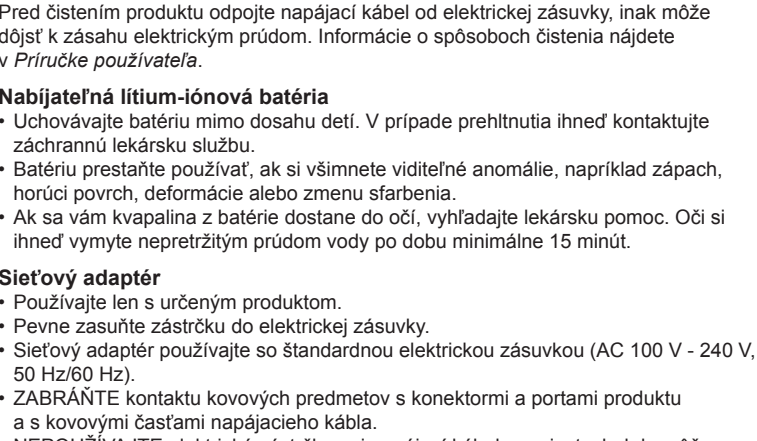 Pred čistením produktu odpojte napájací kábel od elektrickej zásuvky, inak môže
dôjsť k zásahu elektrickým prúdom. Informácie o spôsoboch čistenia nájdete
v Príručke používateľa.
Nabíjateľná lítium-iónová batéria
• Uchovávajte batériu mimo dosahu detí. V prípade prehltnutia ihneď kontaktujte
záchrannú lekársku službu.
• Batériu prestaňte používať, ak si všimnete viditeľné anomálie, napríklad zápach,
horúci povrch, deformácie alebo zmenu sfarbenia.
• Ak sa vám kvapalina z batérie dostane do očí, vyhľadajte lekársku pomoc. Oči si
ihneď vymyte nepretržitým prúdom vody po dobu minimálne 15 minút.
Sieťový adaptér
• Používajte len s určeným produktom.
• Pevne zasuňte zástrčku do elektrickej zásuvky.
• Sieťový adaptér používajte so štandardnou elektrickou zásuvkou (AC 100 V - 240 V,
50 Hz/60 Hz).
• ZABRÁŇTE kontaktu kovových predmetov s konektormi a portami produktu
a s kovovými časťami napájacieho kábla.